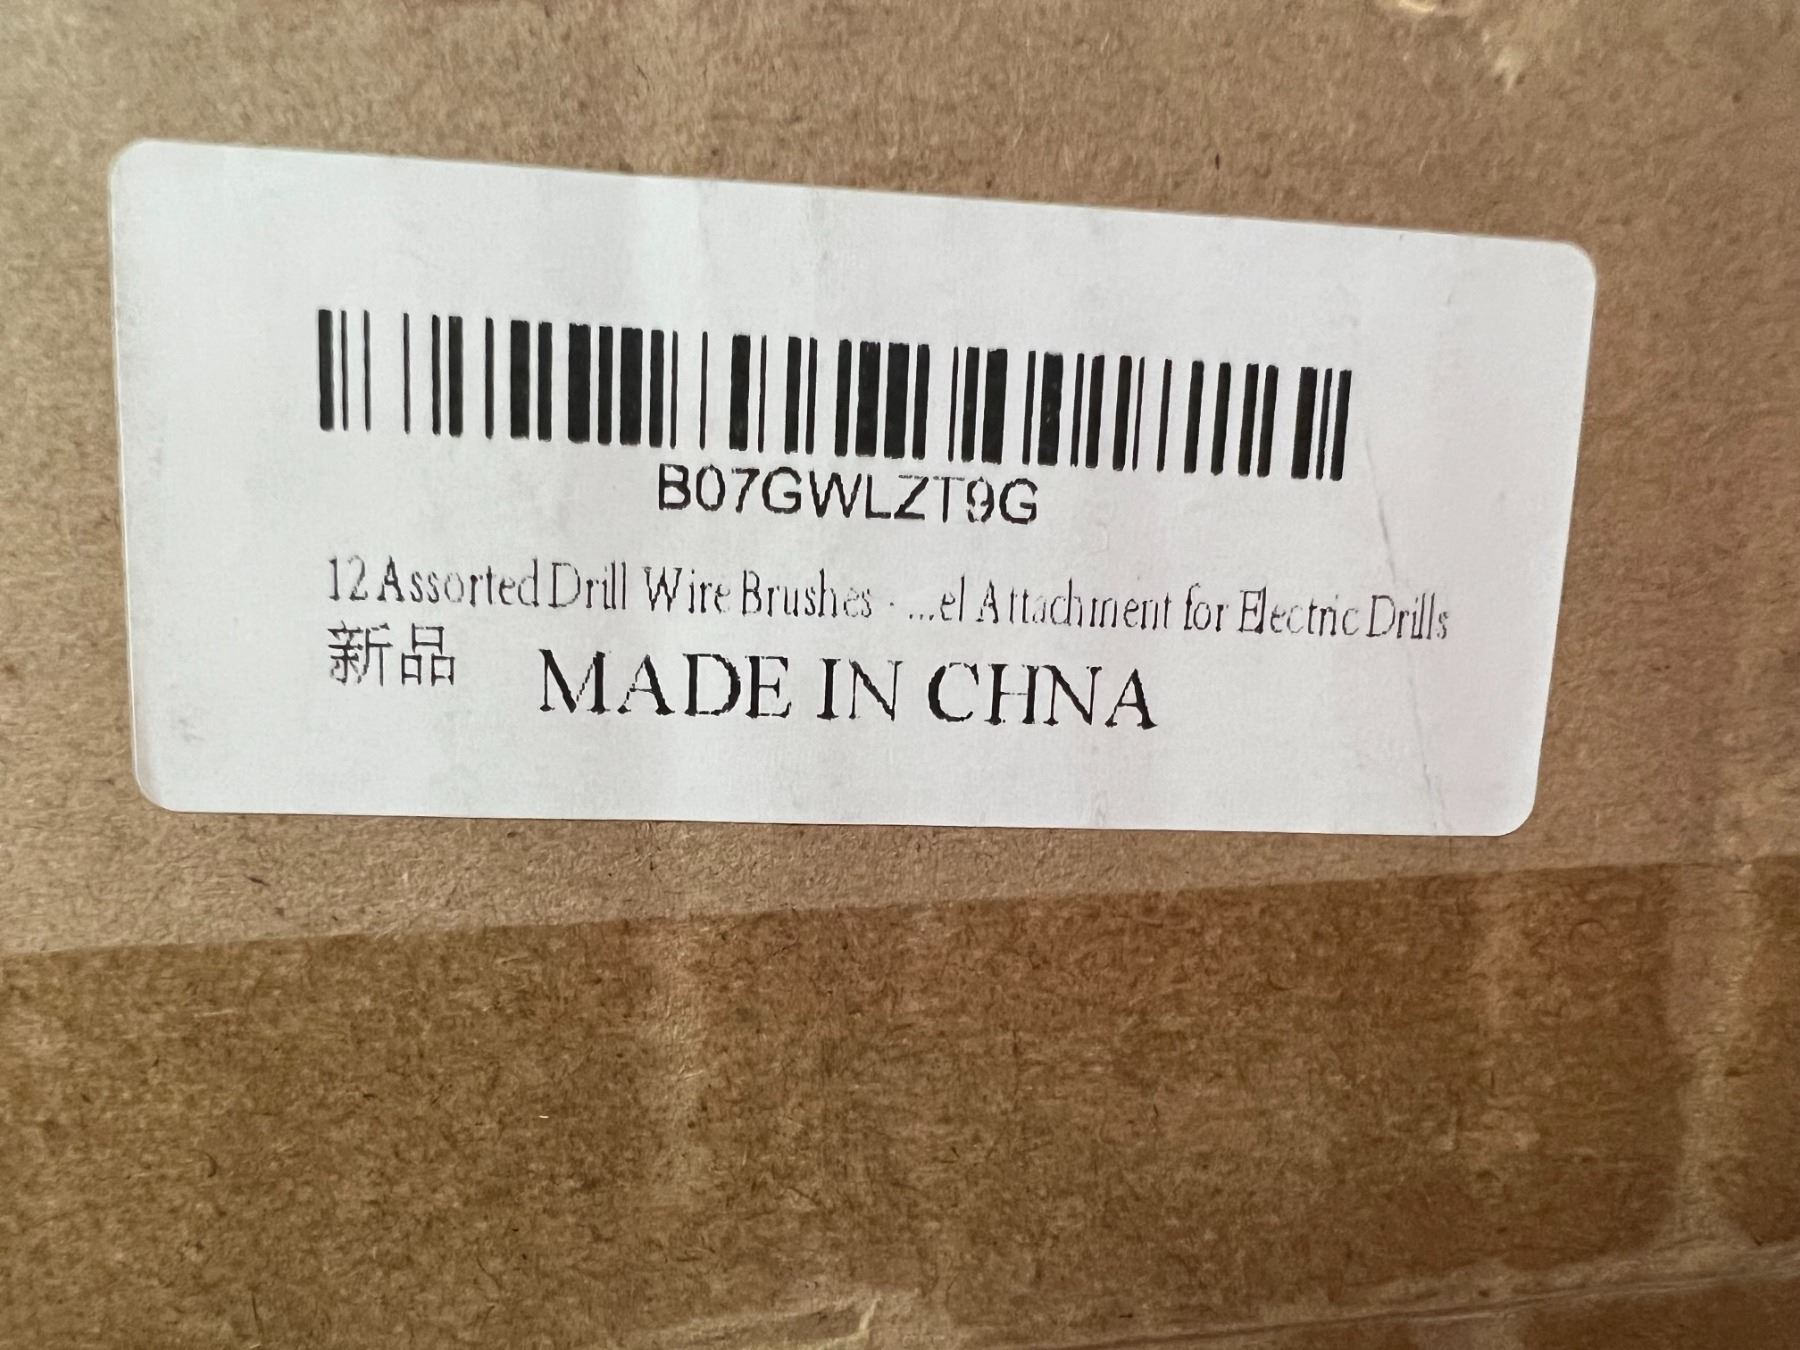 B07GWLZT9G
12 Assorted Drill Wire Brushes - ...el Attachment for Electric Drills
新品 MADE IN CHNA